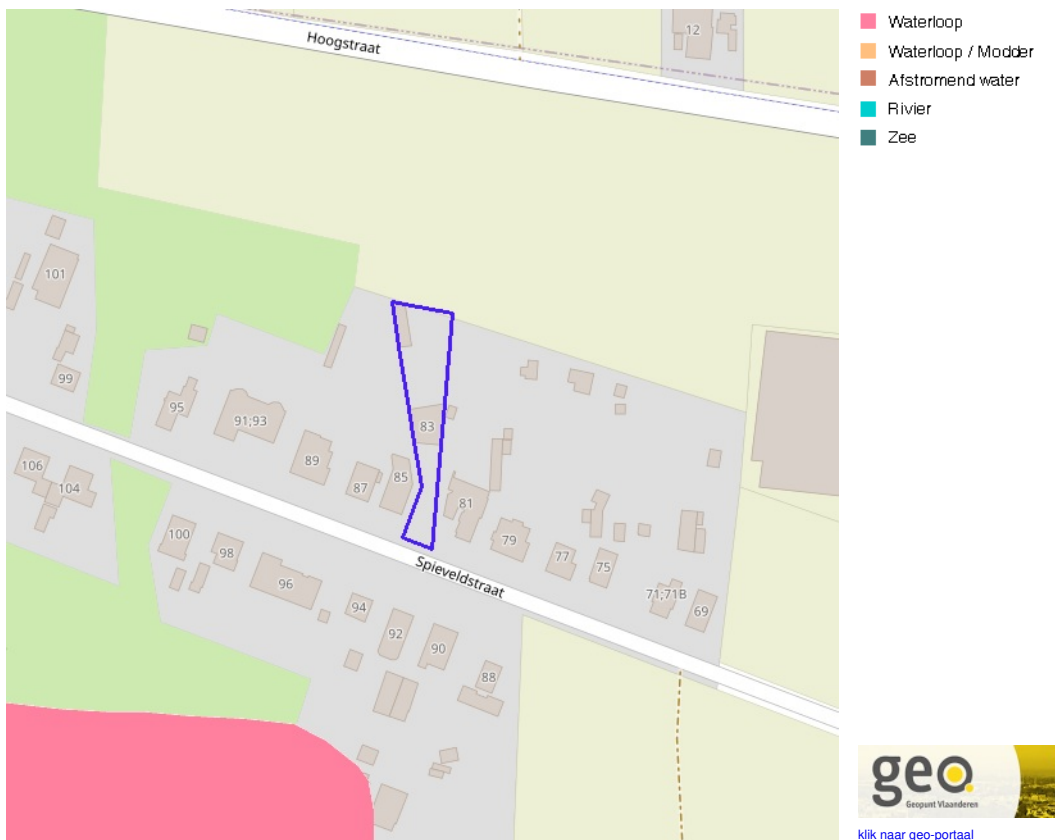 Hoogstraat
12
101
99
95
91;93
89
87
85
83
81
79
77
75
71;71B
69
106
104
100
98
96
94
92
90
88
Spieveldstraat
Waterloop
Waterloop / Modder
Afstromend water
Rivier
Zee
geo
Geopunt Vlaanderen
klik naar geo-portaal